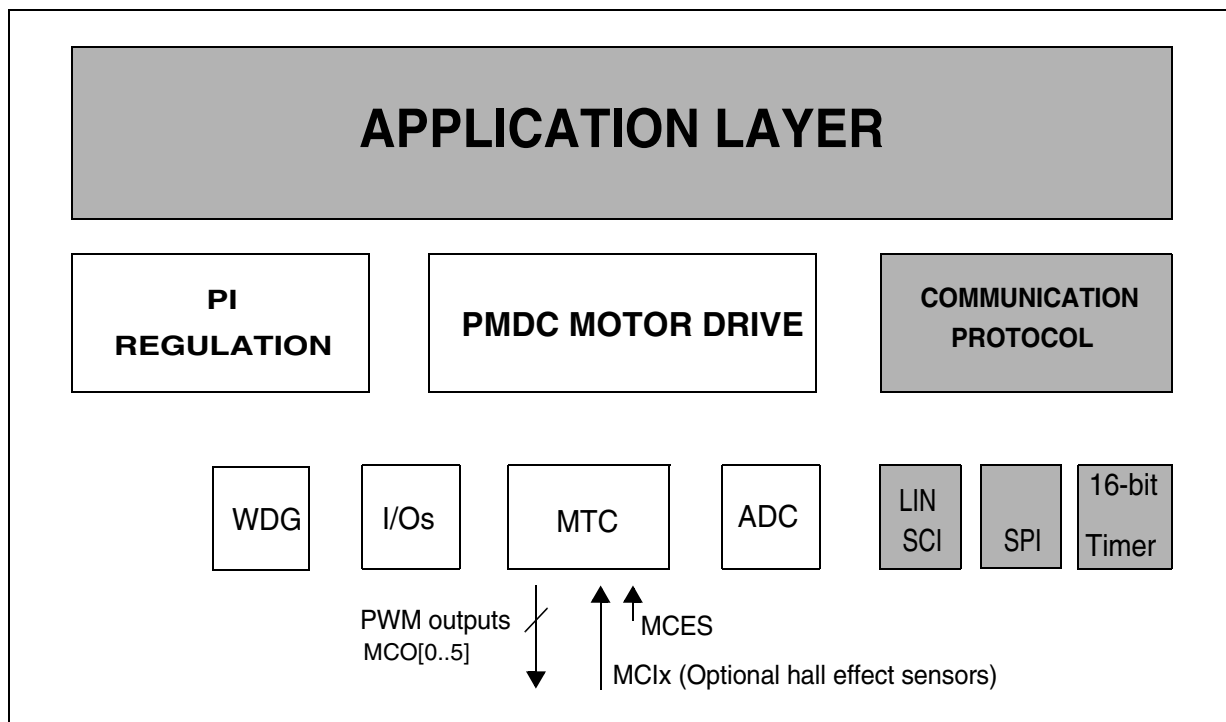 APPLICATION LAYER
PI
REGULATION
PMDC MOTOR DRIVE
COMMUNICATION
PROTOCOL
WDG
I/Os
MTC
ADC
LIN
SCI
SPI
16-bit
Timer
PWM outputs
MCO[0..5]
MCES
MCIx (Optional hall effect sensors)